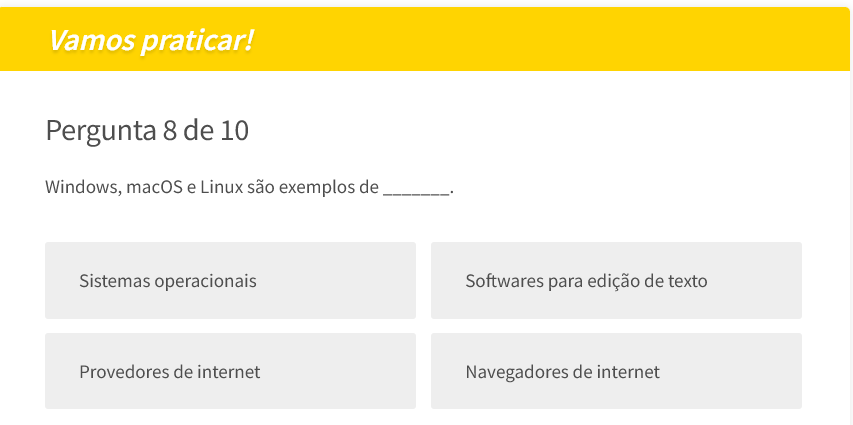 Vamos praticar!
Pergunta 8 de 10
Windows, macOS e Linux são exemplos de _______.
Sistemas operacionais
Softwares para edição de texto
Provedores de internet
Navegadores de internet